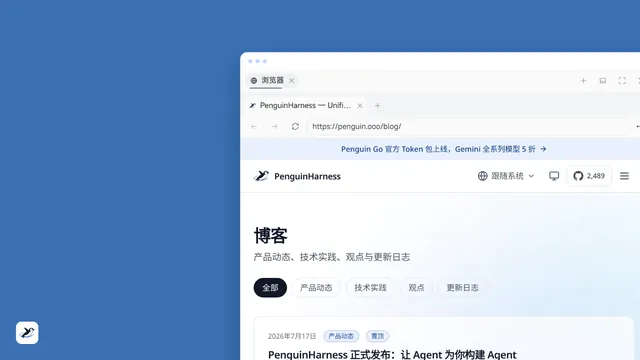 浏览器
PenguinHarness — Unifi...
https://penguin.ooo/blog/
Penguin Go 官方 Token 包上线，Gemini 全系列模型 5 折 →
PenguinHarness
跟随系统
2,489
博客
产品动态、技术实践、观点与更新日志
全部 产品动态 技术实践 观点 更新日志
2026年7月17日 产品动态 置顶
PenguinHarness 正式发布：让 Agent 为你构建 Agent